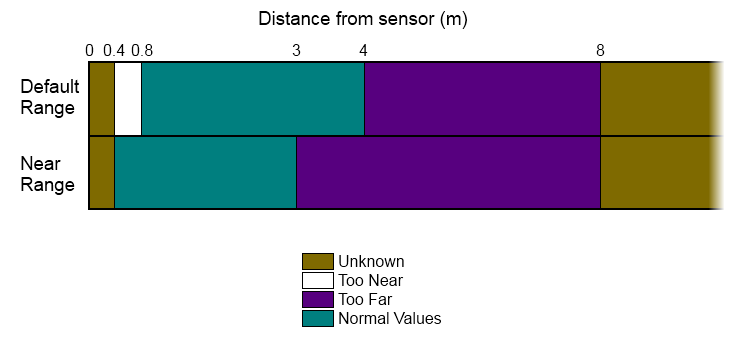 Distance from sensor (m)
0 0.4 0.8 3 4 8
Default
Range
Near
Range
Unknown
Too Near
Too Far
Normal Values